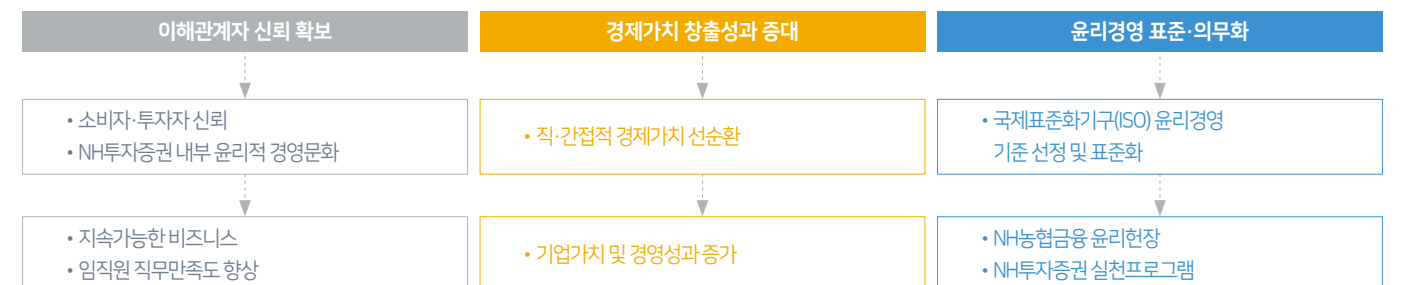 이해관계자 신뢰 확보
• 소비자·투자자 신뢰
• NH투자증권 내부 윤리적 경영문화
• 지속가능한 비즈니스
• 임직원 직무만족도 향상
경제가치 창출성과 증대
• 직·간접적 경제가치 선순환
• 기업가치 및 경영성과 증가
윤리경영 표준·의무화
• 국제표준화기구(ISO) 윤리경영
기준 선정 및 표준화
• NH농협금융 윤리헌장
• NH투자증권 실천프로그램